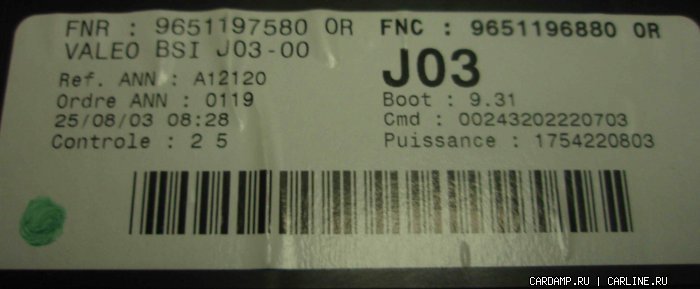 FNR : 9651197580 OR FNC : 9651196880 OR
VALEO BSI J03-00
J03
Ref. ANN : A12120
Ordre ANN : 0119
Boot : 9.31
25/08/03 08:28
Cmd : 00243202220703
Controle : 2 5
Puissance : 1754220803
CARDAMP.RU | CARLINE.RU